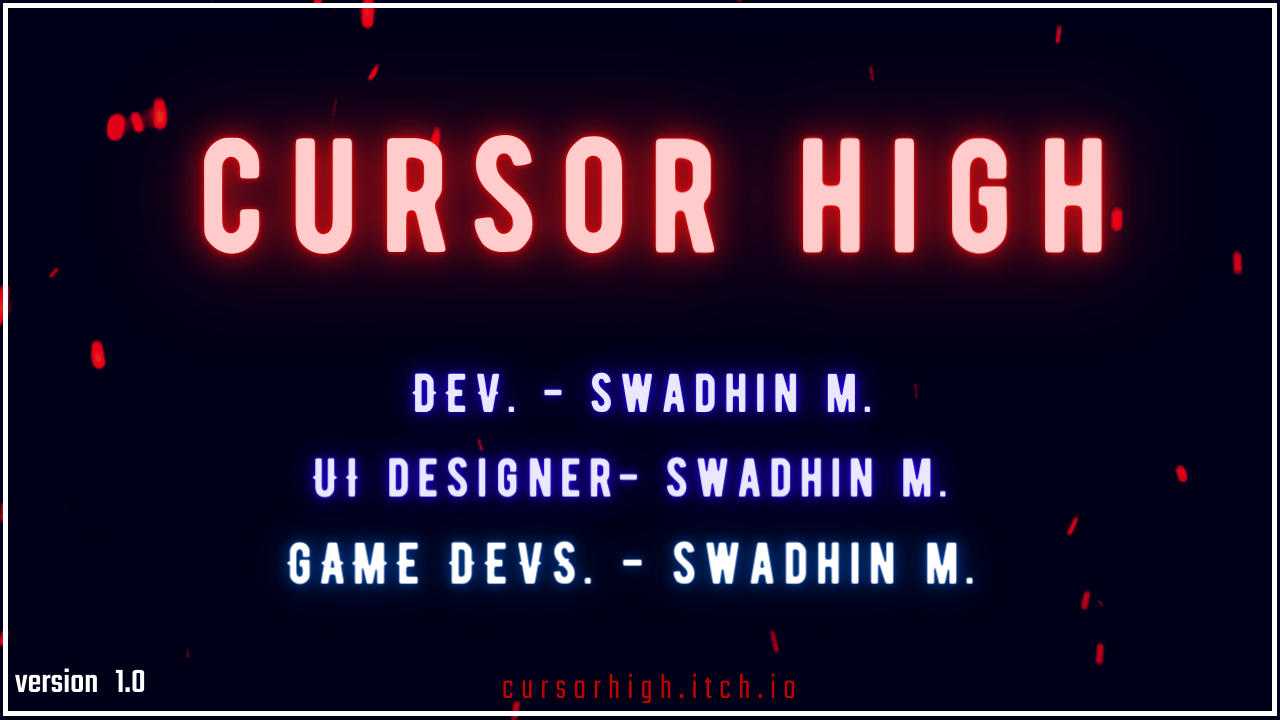 CURSOR HIGH
DEV. - SWADHIN M.
UI DESIGNER- SWADHIN M.
GAME DEVS. - SWADHIN M.
version 1.0
cursorhigh.itch.io